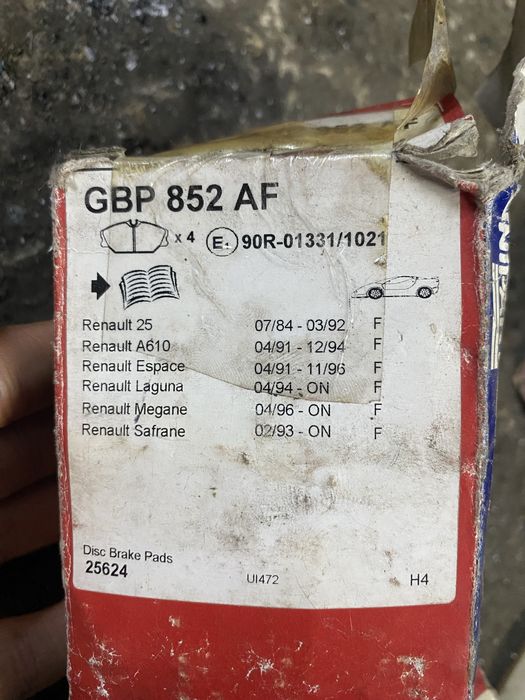 GBP 852 AF
x 4 E1 90R-01331/1021
Renault 25 07/84 - 03/92 F
Renault A610 04/91 - 12/94 F
Renault Espace 04/91 - 11/96 F
Renault Laguna 04/94 - ON F
Renault Megane 04/96 - ON F
Renault Safrane 02/93 - ON F
Disc Brake Pads
25624
UI472
H4